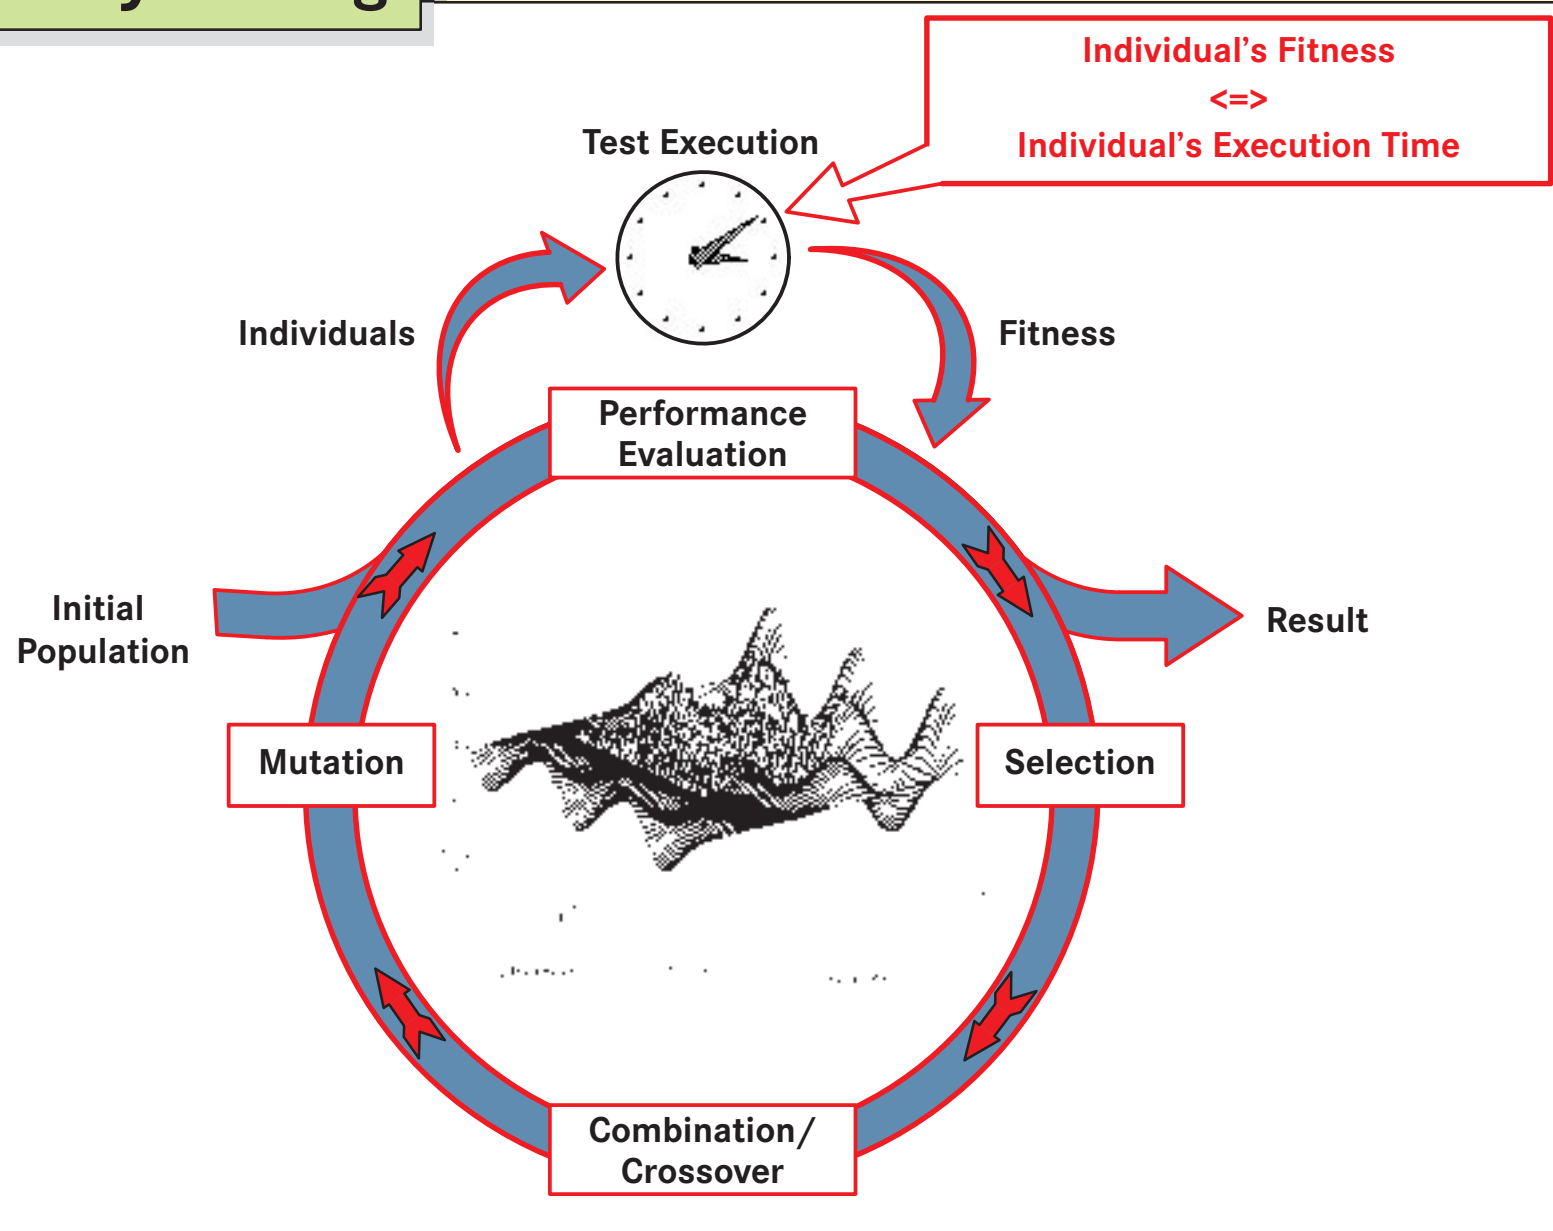 Individual's Fitness
<=>
Individual's Execution Time
Test Execution
Individuals
Fitness
Performance
Evaluation
Initial
Population
Result
Mutation
Selection
Combination/
Crossover